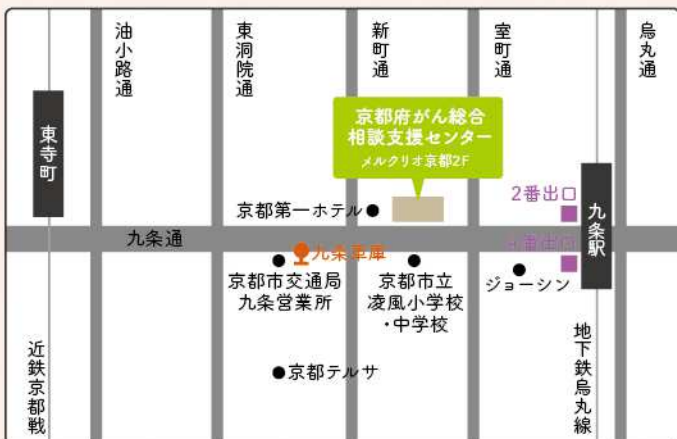 油小路通
東洞院通
新町通
室町通
烏丸通
東寺町
京都府がん総合
相談支援センター
メルクリオ京都2F
京都第一ホテル
2番出口
九条駅
九条通
九条車庫
4番出口
京都市交通局
九条営業所
京都市立
凌風小学校
・中学校
ジョーシン
京都テルサ
近鉄京都戦
地下鉄烏丸線